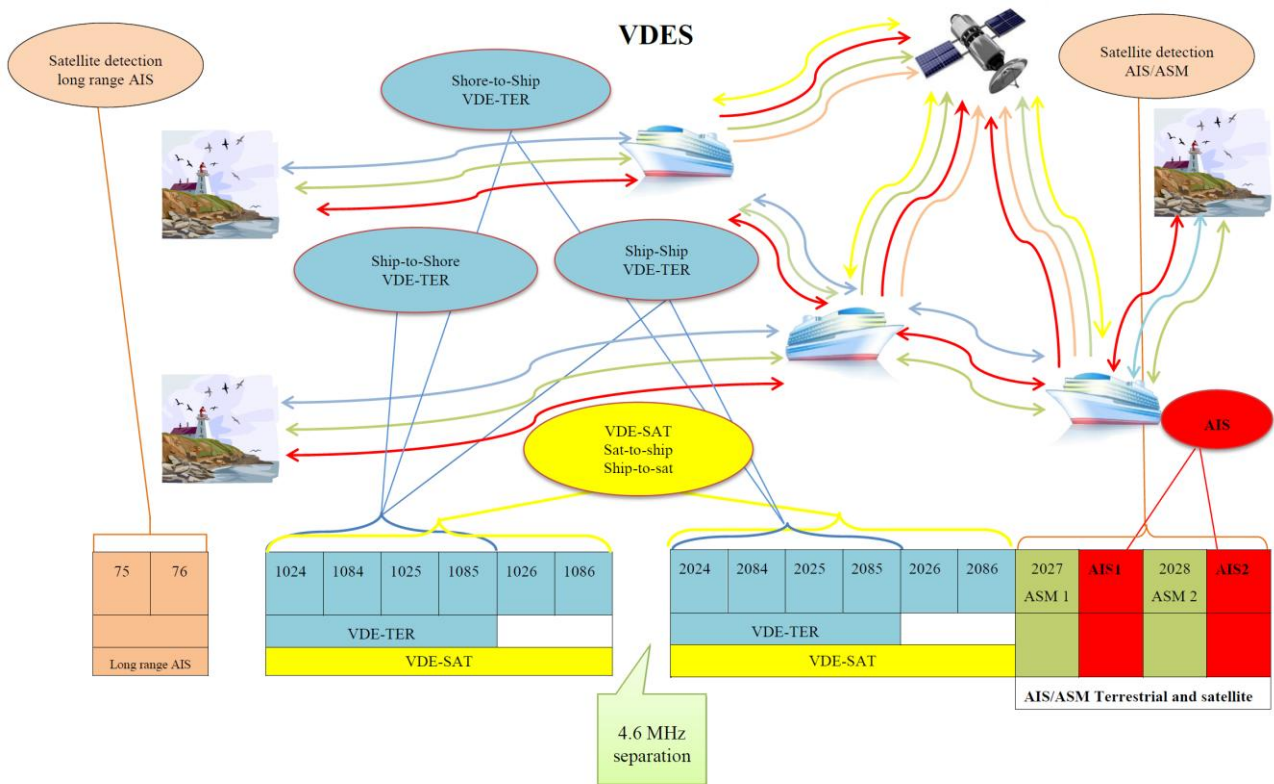 VDES
Satellite detection
long range AIS
Shore-to-Ship
VDE-TER
Satellite detection
AIS/ASM
Ship-to-Shore
VDE-TER
Ship-Ship
VDE-TER
VDE-SAT
Sat-to-ship
Ship-to-sat
AIS
75 76
Long range AIS
1024 1084 1025 1085 1026 1086
VDE-TER
VDE-SAT
2024 2084 2025 2085 2026 2086
VDE-TER
VDE-SAT
2027 AIS1 2028 AIS2
ASM 1 ASM 2
AIS/ASM Terrestrial and satellite
4.6 MHz
separation